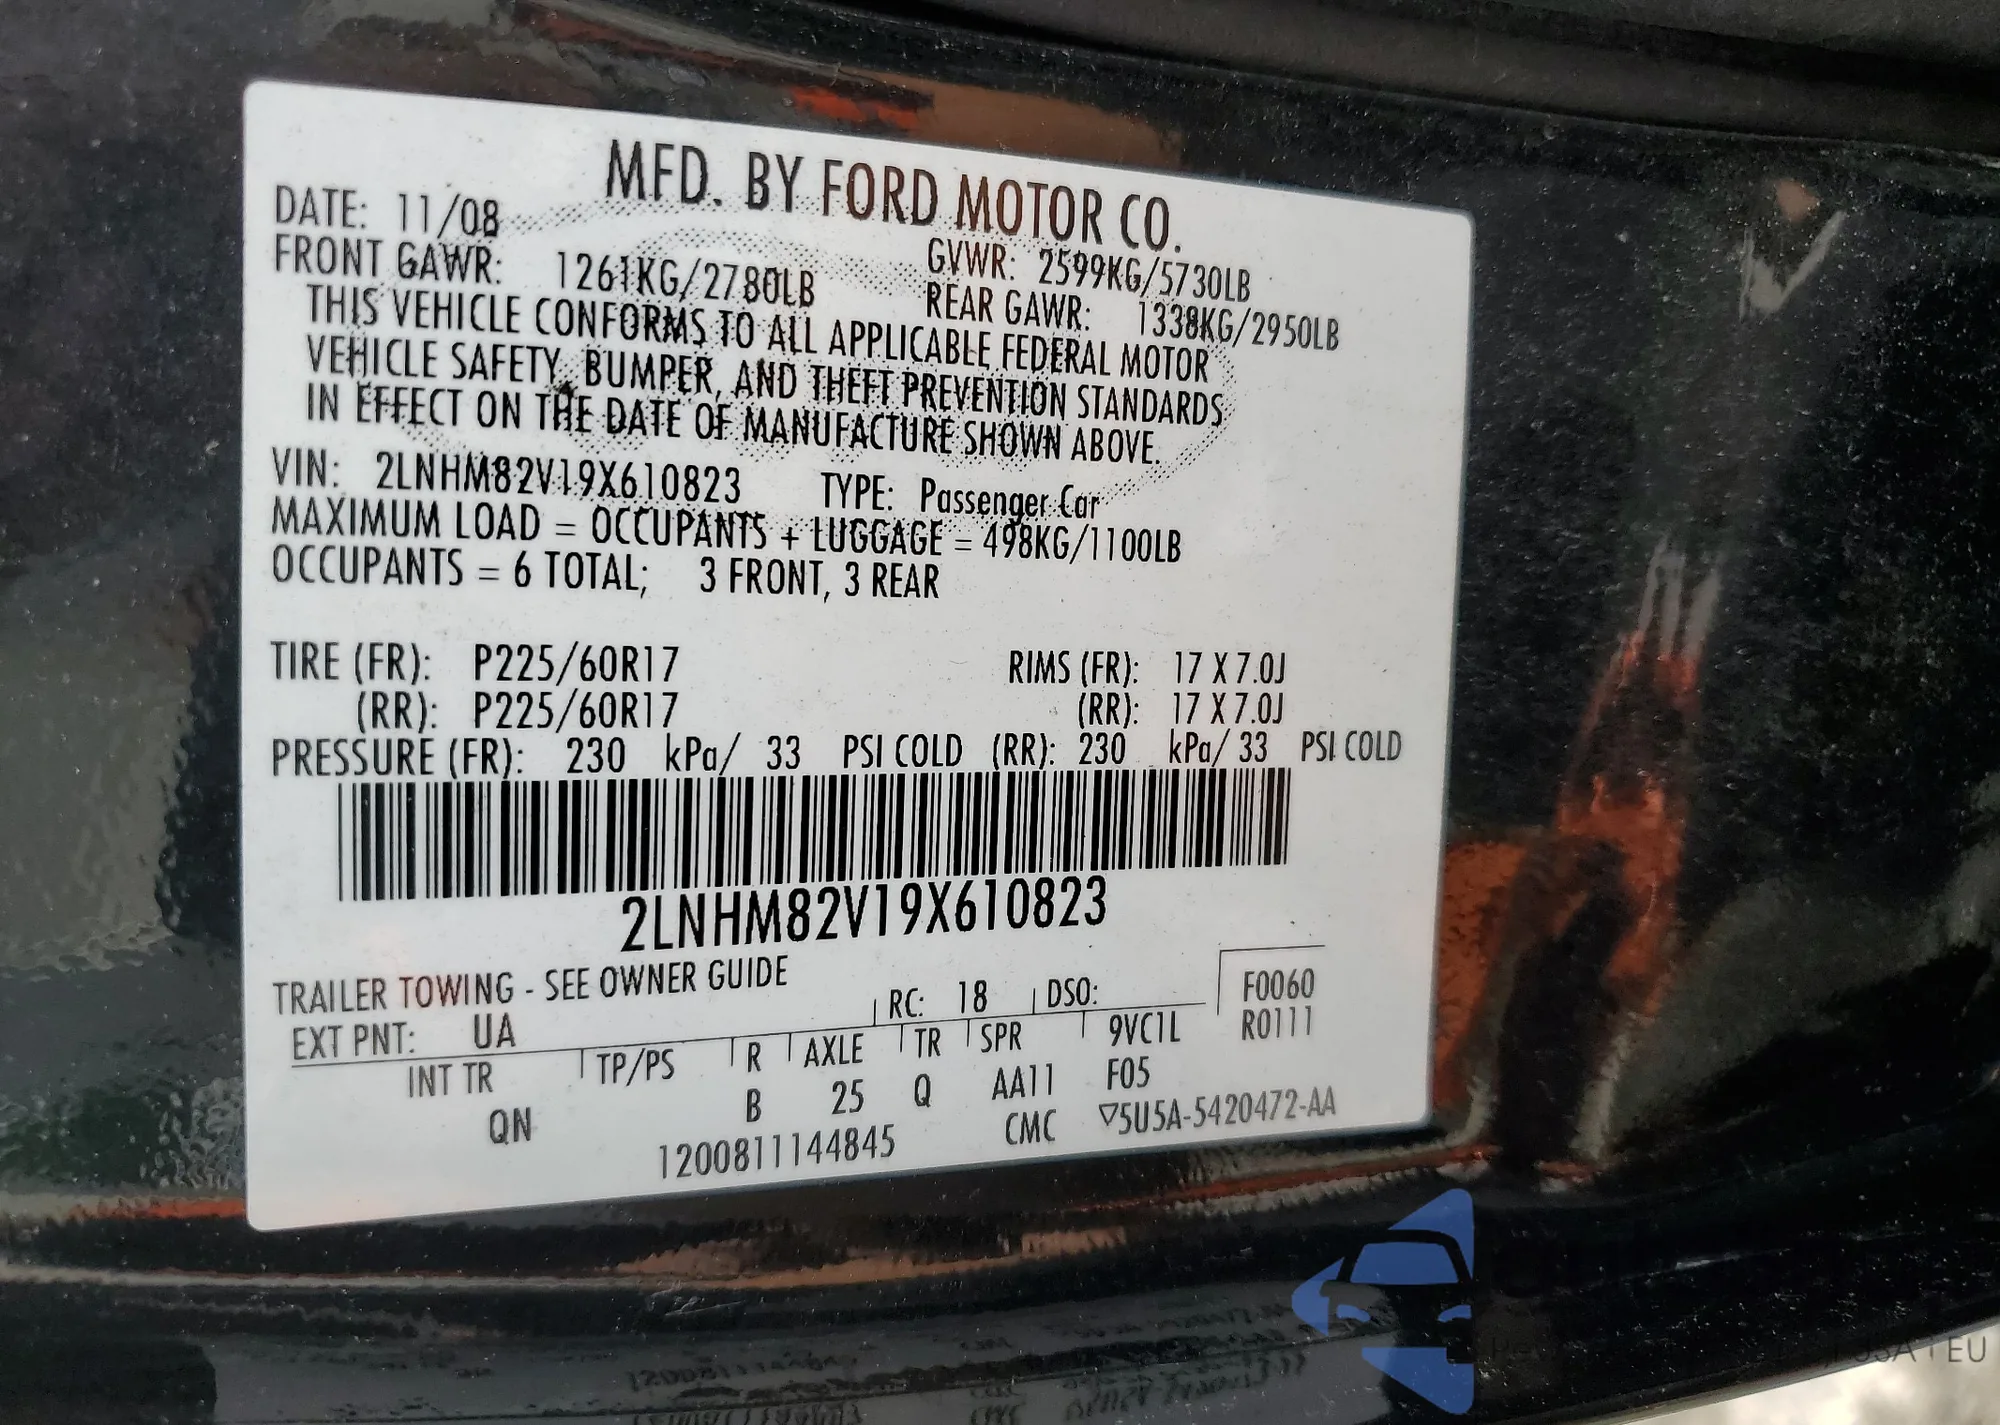 MFD. BY FORD MOTOR CO.
DATE: 11/08
GVWR: 2599KG/5730LB
FRONT GAWR: 1261KG/2780LB
REAR GAWR: 1338KG/2950LB
THIS VEHICLE CONFORMS TO ALL APPLICABLE FEDERAL MOTOR
VEHICLE SAFETY, BUMPER, AND THEFT PREVENTION STANDARDS
IN EFFECT ON THE DATE OF MANUFACTURE SHOWN ABOVE.
VIN: 2LNHM82V19X610823 TYPE: Passenger Car
MAXIMUM LOAD = OCCUPANTS + LUGGAGE = 498KG/1100LB
OCCUPANTS = 6 TOTAL; 3 FRONT, 3 REAR
TIRE (FR): P225/60R17 RIMS (FR): 17 X 7.0J
(RR): P225/60R17 (RR): 17 X 7.0J
PRESSURE (FR): 230 kPa/ 33 PSI COLD (RR): 230 kPa/ 33 PSI COLD
2LNHM82V19X610823
TRAILER TOWING - SEE OWNER GUIDE
EXT PNT: UA RC: 18 DSO: F0060
R0111
INT TR TP/PS R AXLE TR SPR 9VC1L
QN B 25 Q AA11 F05
1200811144845 CMC ▽5U5A-5420472-AA
EU